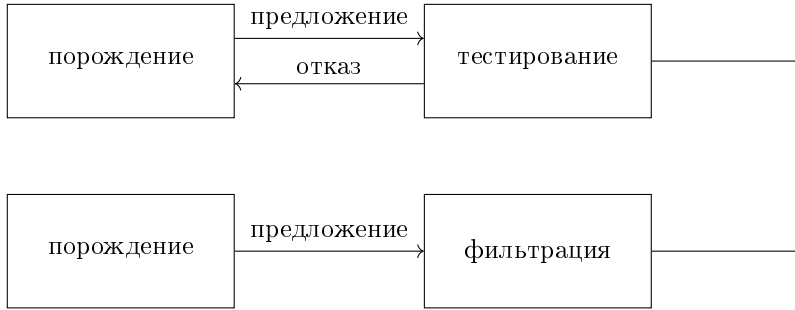 предложение
порождение
тестирование
отказ
предложение
порождение
фильтрация